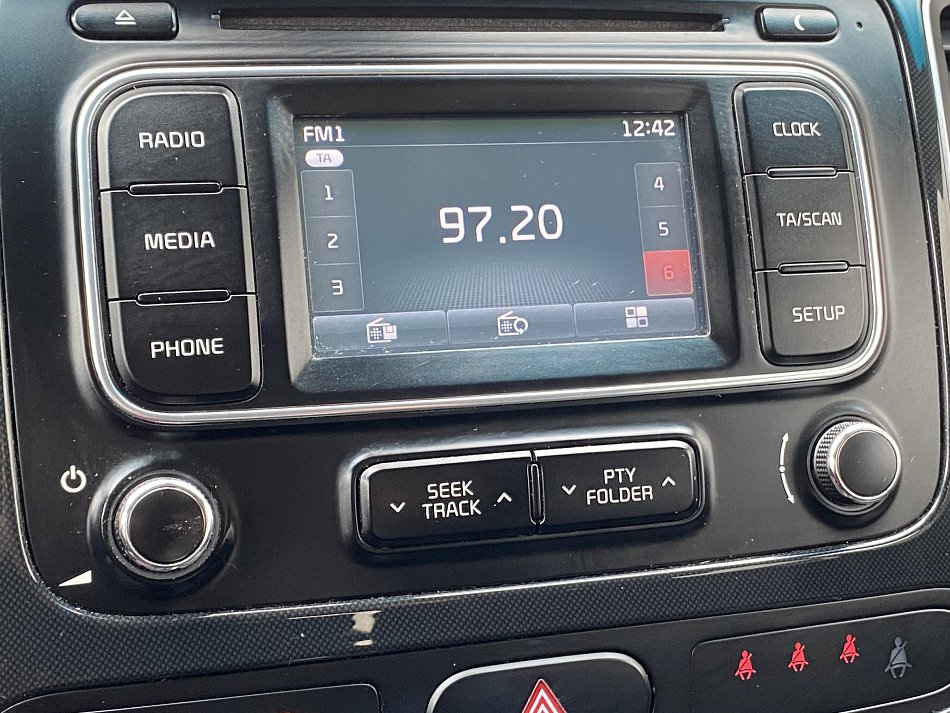 FM1 12:42
TA
RADIO
MEDIA
PHONE
1
2
3
97.20
4
5
6
CLOCK
TA/SCAN
SETUP
SEEK
TRACK
PTY
FOLDER